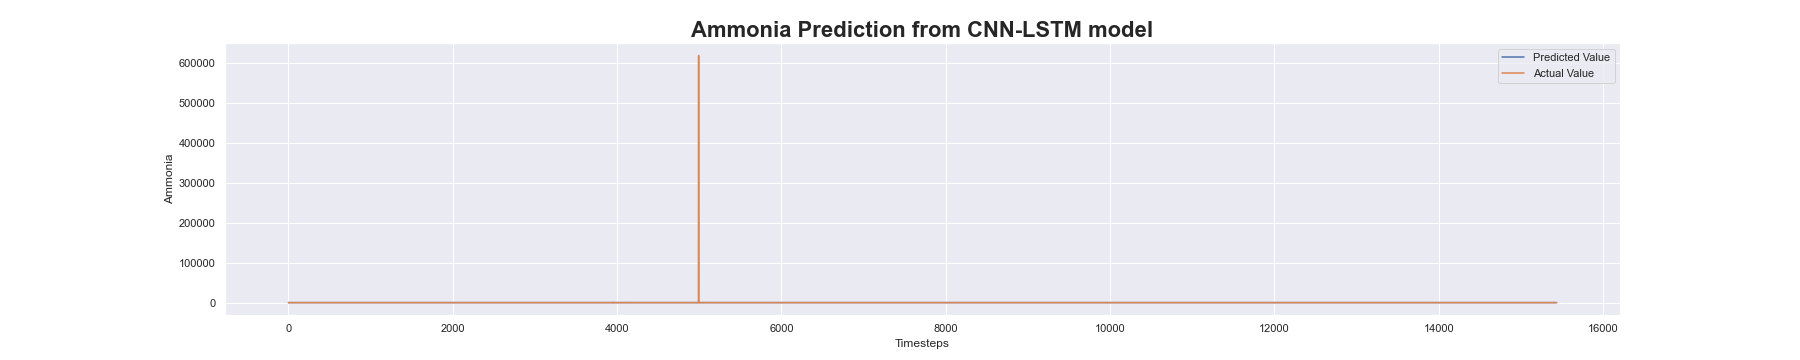 Ammonia Prediction from CNN-LSTM model
Predicted Value
Actual Value
600000
500000
400000
300000
200000
100000
0
Ammonia
0 2000 4000 6000 8000 10000 12000 14000 16000
Timesteps